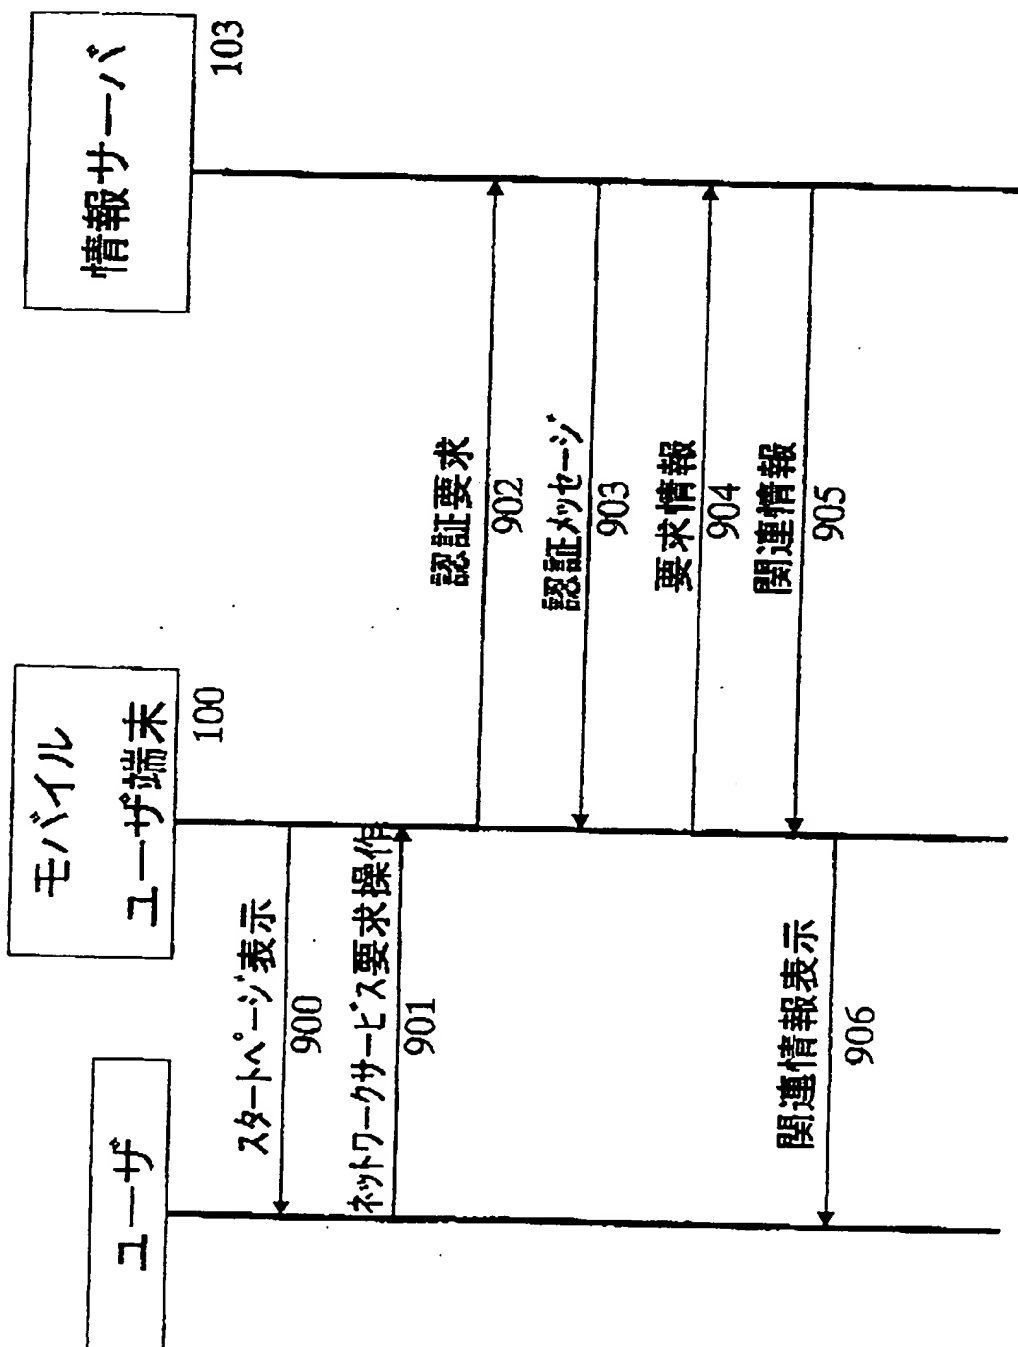 ユーザ
モバイル
ユーザ端末
100
情報サーバ
103
スタートページ表示
900
ネットワークサービス要求操作
901
認証要求
902
認証メッセージ
903
要求情報
904
関連情報
905
関連情報表示
906